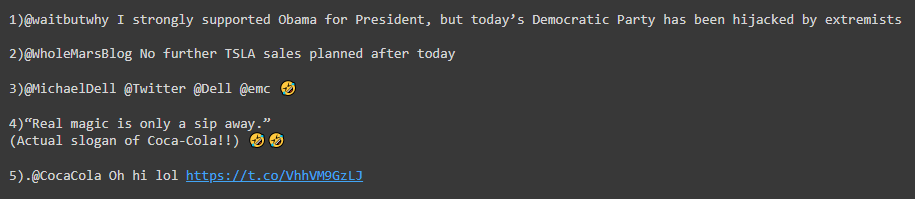 1)@waitbutwhy I strongly supported Obama for President, but today’s Democratic Party has been hijacked by extremists
2)@WholeMarsBlog No further TSLA sales planned after today
3)@MichaelDell @Twitter @Dell @emc 🤣
4)“Real magic is only a sip away.”
(Actual slogan of Coca-Cola!!) 🤣🤣
5).@CocaCola Oh hi lol https://t.co/VhhVM9GzLJ